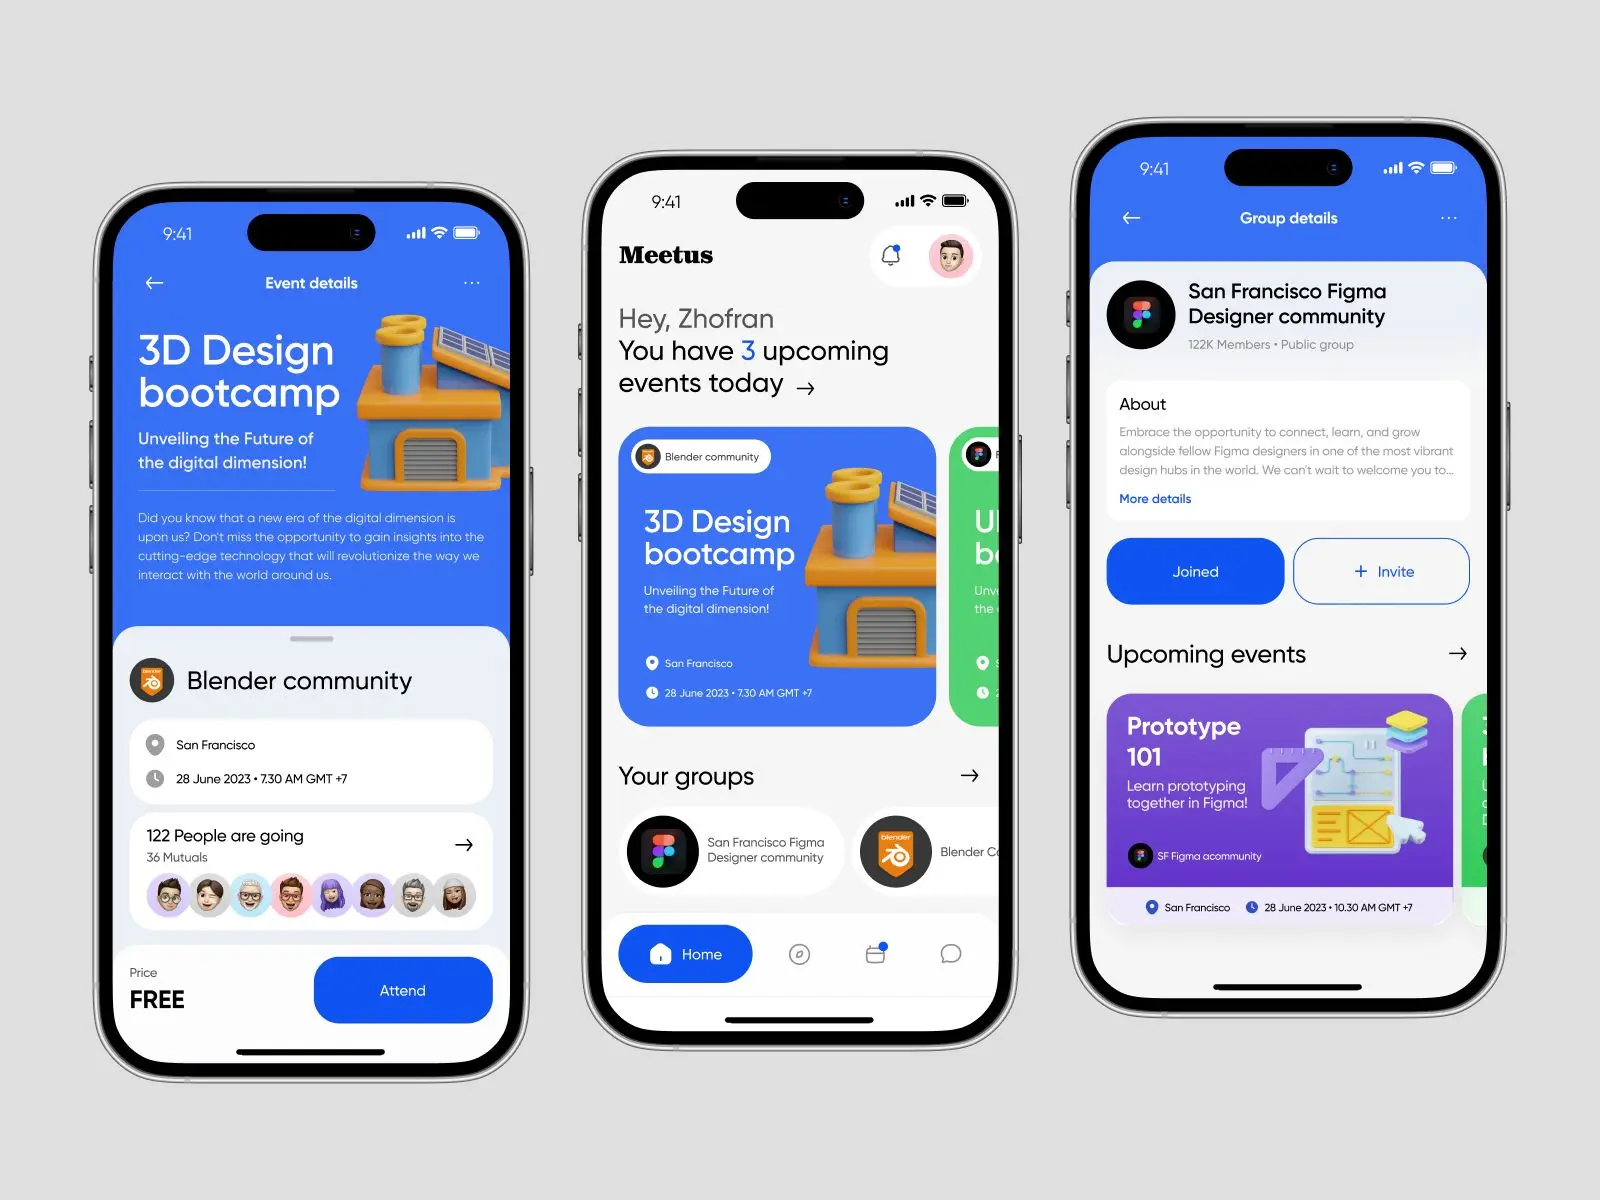 9:41
Event details
3D Design
bootcamp
Unveiling the Future of
the digital dimension!
Did you know that a new era of the digital dimension is
upon us? Don't miss the opportunity to gain insights into the
cutting-edge technology that will revolutionize the way we
interact with the world around us.
Blender community
San Francisco
28 June 2023 • 7.30 AM GMT +7
122 People are going
36 Mutuals
Price
FREE
Attend
9:41
Meetus
Hey, Zhofran
You have 3 upcoming
events today
Blender community
3D Design
bootcamp
Unveiling the Future of
the digital dimension!
San Francisco
28 June 2023 • 7.30 AM GMT +7
Your groups
San Francisco Figma
Designer community
blender
Blender Co
Home
9:41
Group details
San Francisco Figma
Designer community
122K Members • Public group
About
Embrace the opportunity to connect, learn, and grow
alongside fellow Figma designers in one of the most vibrant
design hubs in the world. We can't wait to welcome you to...
More details
Joined
+ Invite
Upcoming events
Prototype
101
Learn prototyping
together in Figma!
SF Figma acommunity
San Francisco
28 June 2023 • 10.30 AM GMT +7